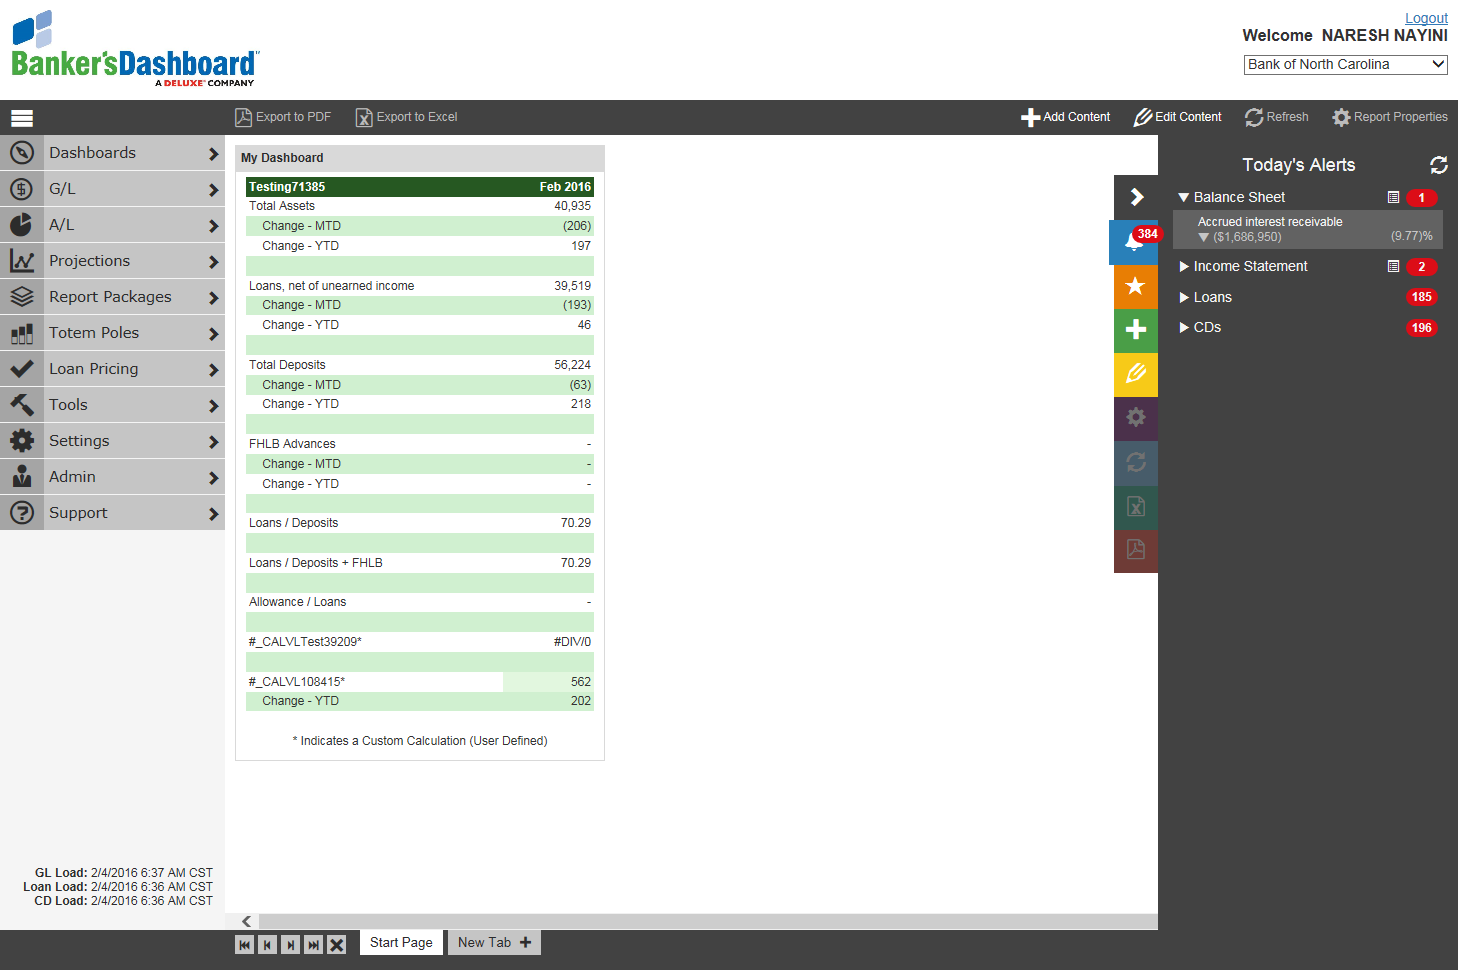 Logout
Welcome NARESH NAYINI
Bank of North Carolina
Banker'sDashboard
A DELUXE COMPANY
Export to PDF
Export to Excel
Add Content
Edit Content
Refresh
Report Properties
Dashboards
G/L
A/L
Projections
Report Packages
Totem Poles
Loan Pricing
Tools
Settings
Admin
Support
GL Load: 2/4/2016 6:37 AM CST
Loan Load: 2/4/2016 6:36 AM CST
CD Load: 2/4/2016 6:36 AM CST
My Dashboard
Testing71385 Feb 2016
Total Assets 40,935
Change - MTD (206)
Change - YTD 197
Loans, net of unearned income 39,519
Change - MTD (193)
Change - YTD 46
Total Deposits 56,224
Change - MTD (63)
Change - YTD 218
FHLB Advances -
Change - MTD -
Change - YTD -
Loans / Deposits 70.29
Loans / Deposits + FHLB 70.29
Allowance / Loans -
#_CALVLTest39209* #DIV/0
#_CALVL108415* 562
Change - YTD 202
* Indicates a Custom Calculation (User Defined)
384
Today's Alerts
Balance Sheet 1
Accrued interest receivable
($1,686,950) (9.77)%
Income Statement 2
Loans 185
CDs 196
Start Page
New Tab